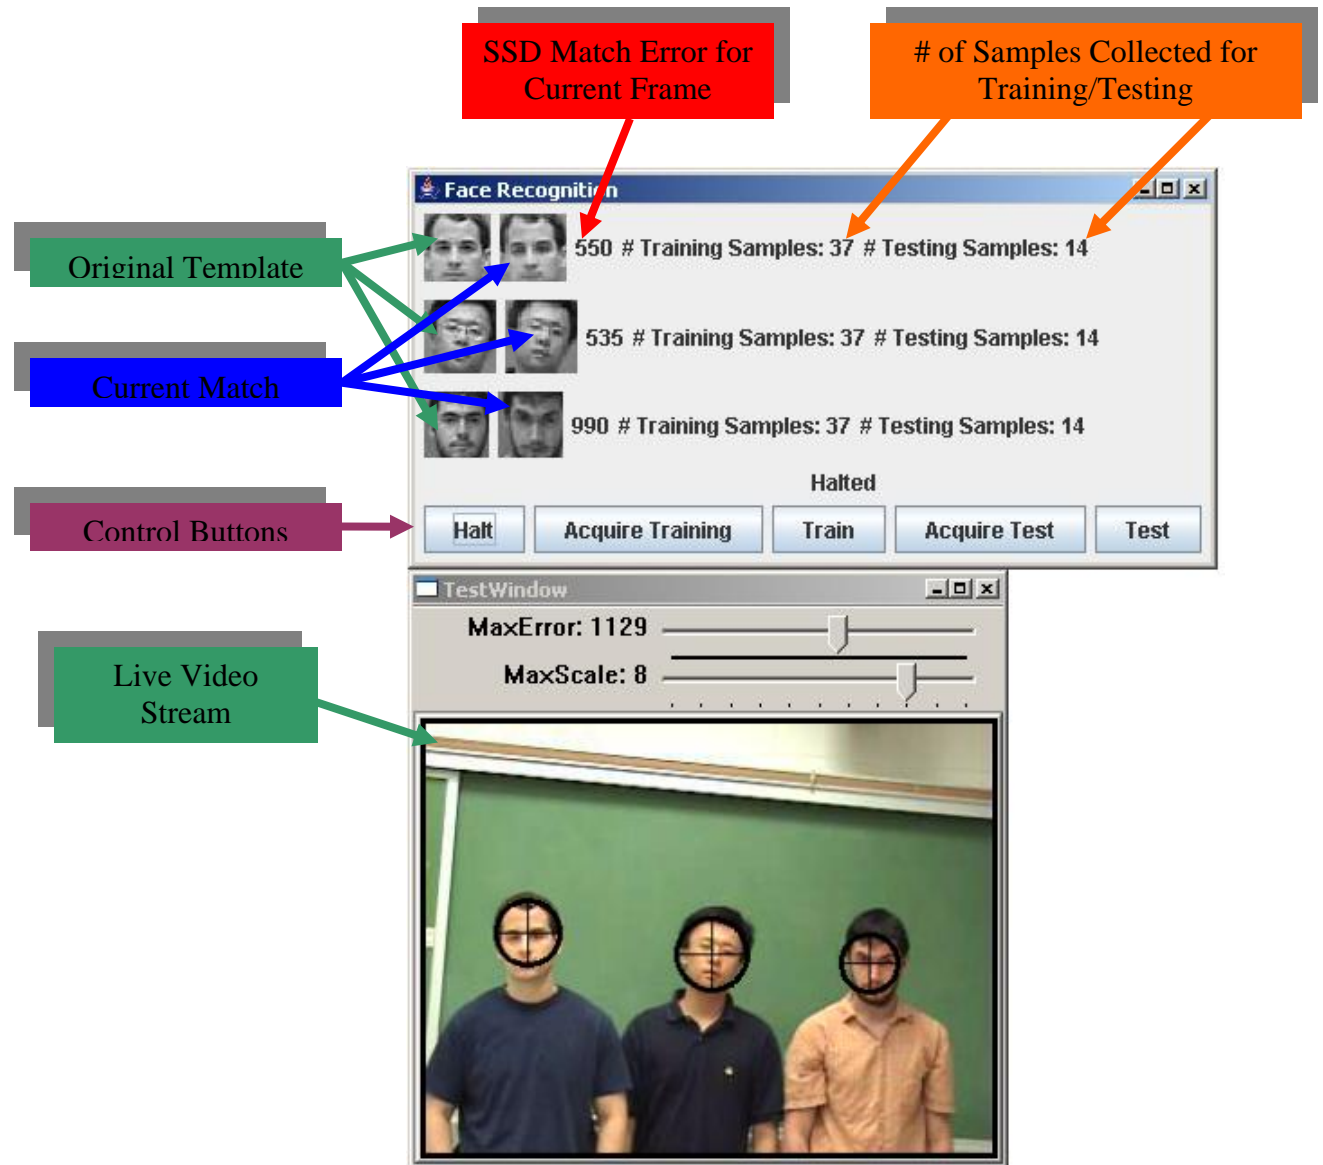 SSD Match Error for
Current Frame
# of Samples Collected for
Training/Testing
Face Recognition
Original Template
550 # Training Samples: 37 # Testing Samples: 14
535 # Training Samples: 37 # Testing Samples: 14
Current Match
990 # Training Samples: 37 # Testing Samples: 14
Halted
Control Buttons
Halt Acquire Training Train Acquire Test Test
TestWindow
MaxError: 1129
MaxScale: 8
Live Video
Stream